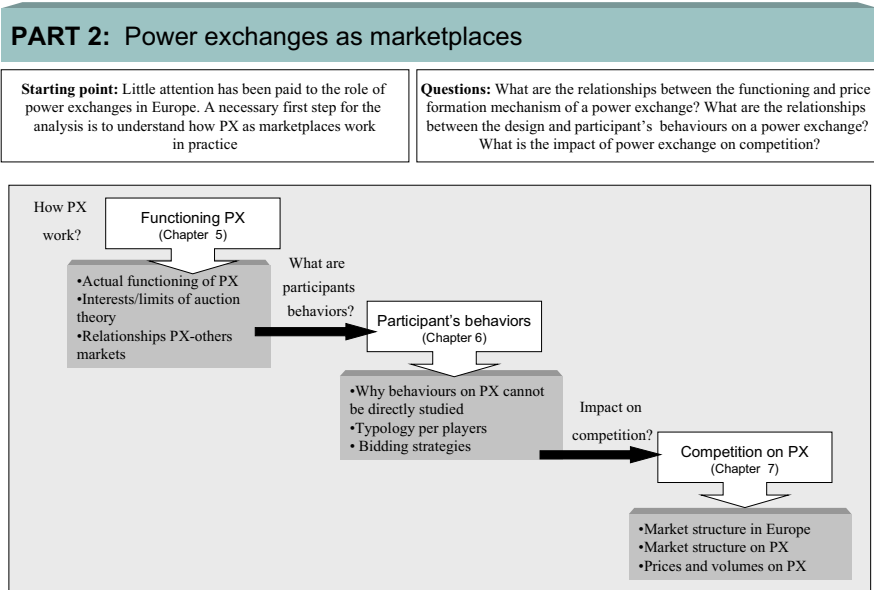 PART 2: Power exchanges as marketplaces
Starting point: Little attention has been paid to the role of
power exchanges in Europe. A necessary first step for the
analysis is to understand how PX as marketplaces work
in practice
Questions: What are the relationships between the functioning and price
formation mechanism of a power exchange? What are the relationships
between the design and participant's behaviours on a power exchange?
What is the impact of power exchange on competition?
How PX
work?
Functioning PX
(Chapter 5)
•Actual functioning of PX
•Interests/limits of auction
theory
•Relationships PX-others
markets
What are
participants
behaviors?
Participant's behaviors
(Chapter 6)
•Why behaviours on PX cannot
be directly studied
•Typology per players
• Bidding strategies
Impact on
competition?
Competition on PX
(Chapter 7)
•Market structure in Europe
•Market structure on PX
•Prices and volumes on PX